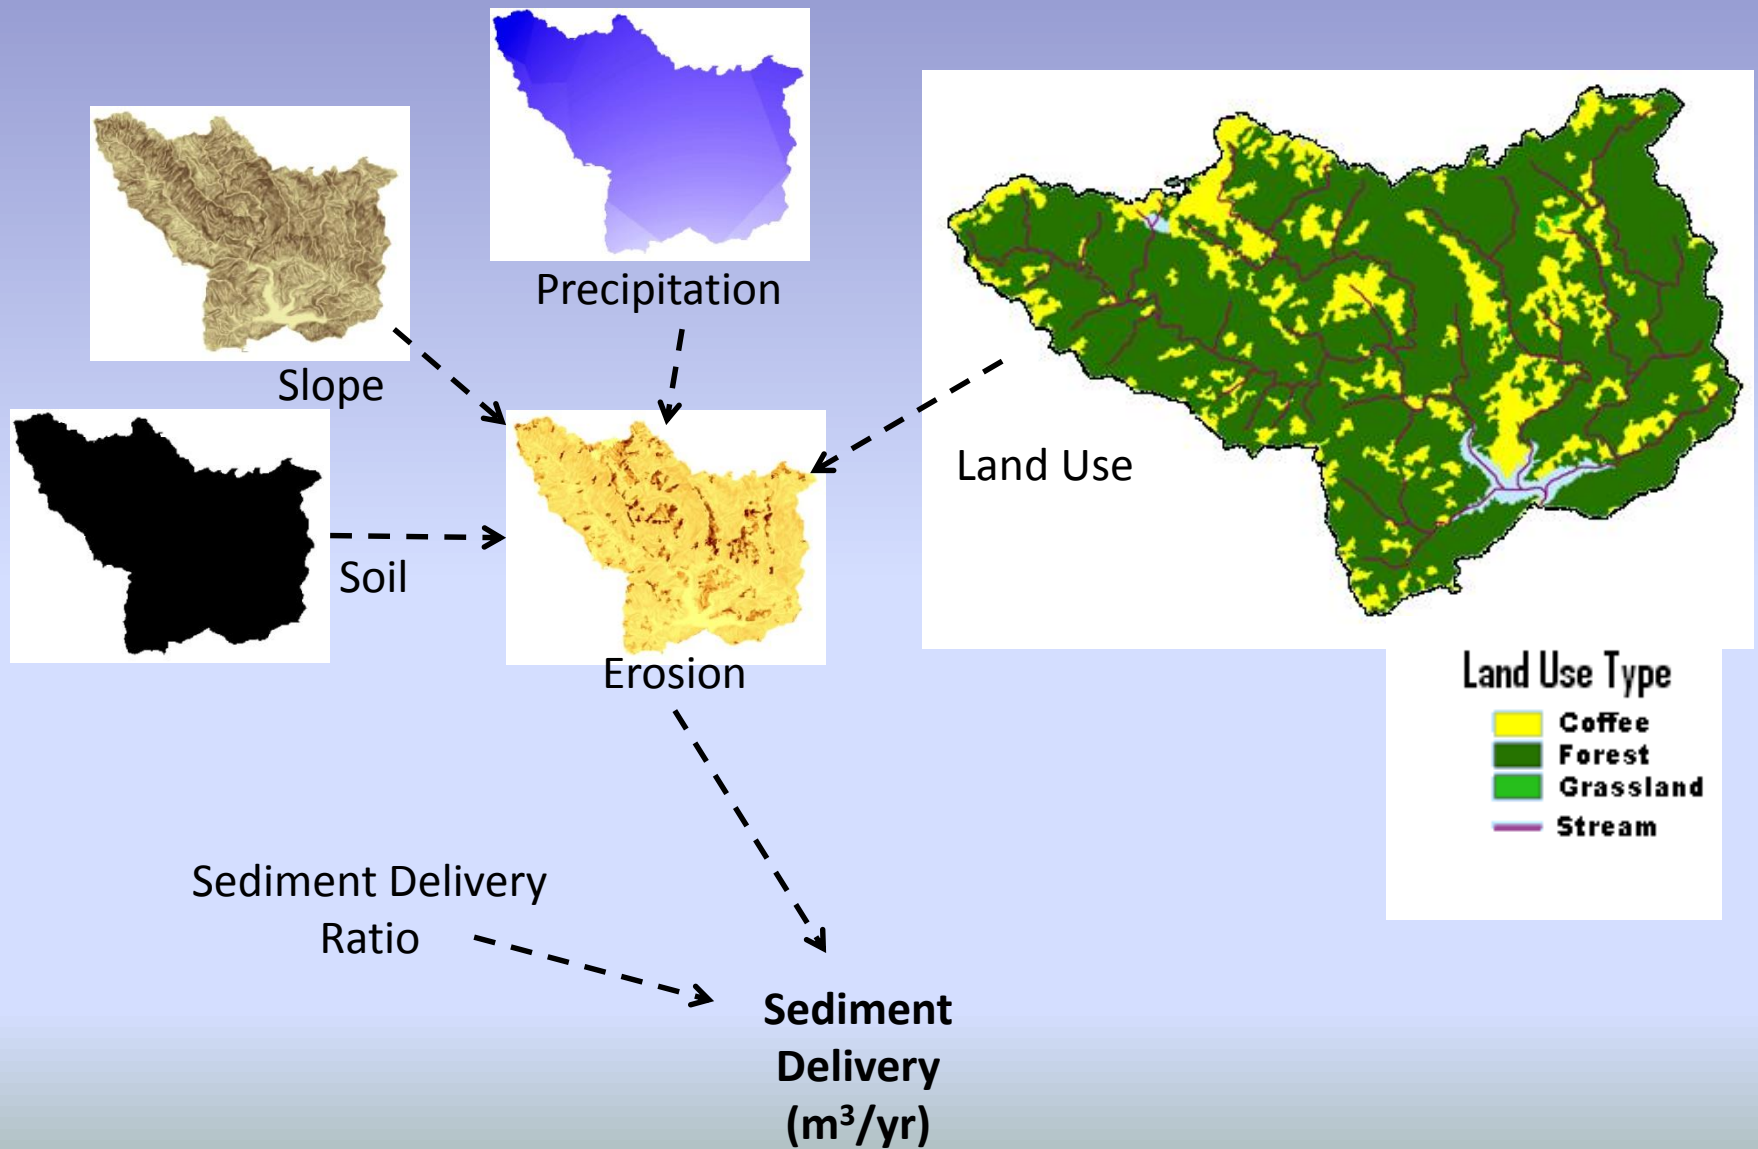 Precipitation
Slope
Land Use
Soil
Erosion
Land Use Type
Coffee
Forest
Grassland
Stream
Sediment Delivery
Ratio
Sediment
Delivery
(m³/yr)